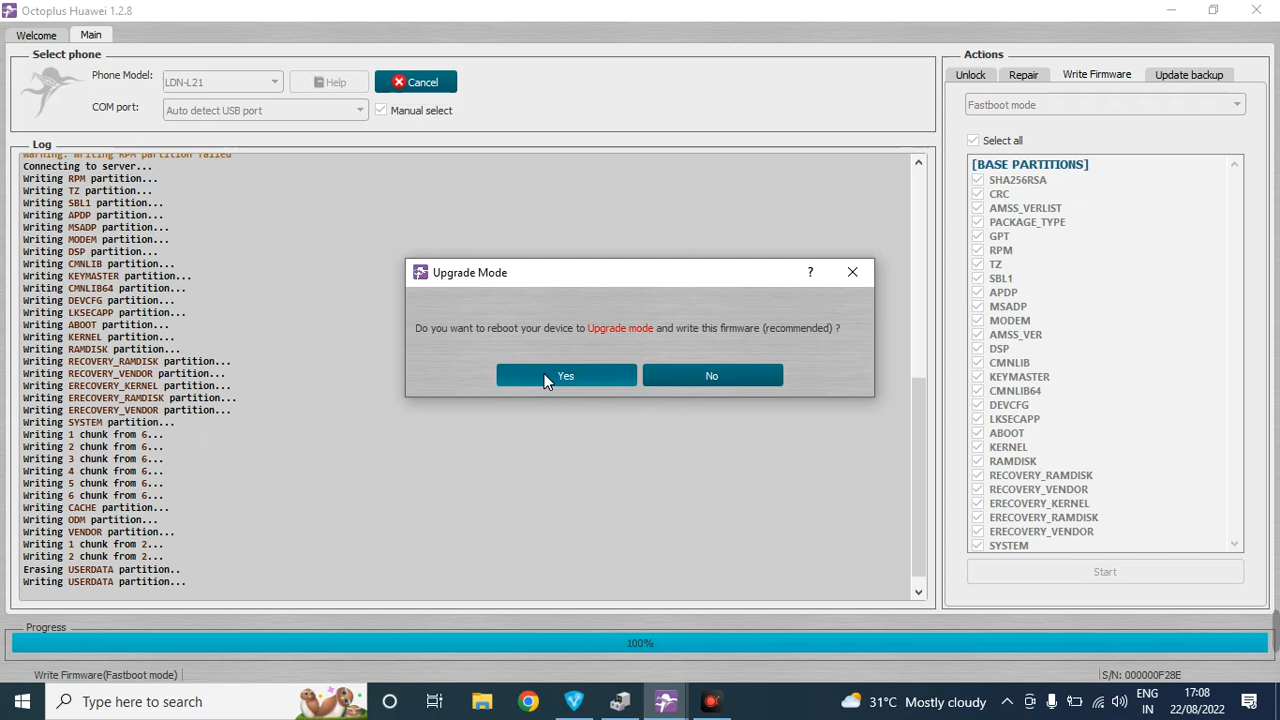 Octoplus Huawei 1.2.8
Welcome
Main
Select phone
Phone Model:
LDN-L21
Help
Cancel
COM port:
Auto detect USB port
Manual select
Log
Warning: Writing RPM partition failed
Connecting to server...
Writing RPM partition...
Writing TZ partition...
Writing SBL1 partition...
Writing APDP partition...
Writing MSADP partition...
Writing MODEM partition...
Writing DSP partition...
Writing CMNLIB partition...
Writing KEYMASTER partition...
Writing CMNLIB64 partition...
Writing DEVCFG partition...
Writing LKSECAPP partition...
Writing ABOOT partition...
Writing KERNEL partition...
Writing RAMDISK partition...
Writing RECOVERY_RAMDISK partition...
Writing RECOVERY_VENDOR partition...
Writing ERECOVERY_KERNEL partition...
Writing ERECOVERY_RAMDISK partition...
Writing ERECOVERY_VENDOR partition...
Writing SYSTEM partition...
Writing 1 chunk from 6...
Writing 2 chunk from 6...
Writing 3 chunk from 6...
Writing 4 chunk from 6...
Writing 5 chunk from 6...
Writing 6 chunk from 6...
Writing CACHE partition...
Writing ODM partition...
Writing VENDOR partition...
Writing 1 chunk from 2...
Writing 2 chunk from 2...
Erasing USERDATA partition..
Writing USERDATA partition...
Upgrade Mode
?
Do you want to reboot your device to Upgrade mode and write this firmware (recommended) ?
Yes
No
Actions
Unlock
Repair
Write Firmware
Update backup
Fastboot mode
Select all
[BASE PARTITIONS]
SHA256RSA
CRC
AMSS_VERLIST
PACKAGE_TYPE
GPT
RPM
TZ
SBL1
APDP
MSADP
MODEM
AMSS_VER
DSP
CMNLIB
KEYMASTER
CMNLIB64
DEVCFG
LKSECAPP
ABOOT
KERNEL
RAMDISK
RECOVERY_RAMDISK
RECOVERY_VENDOR
ERECOVERY_KERNEL
ERECOVERY_RAMDISK
ERECOVERY_VENDOR
SYSTEM
Start
Progress
100%
Write Firmware(Fastboot mode)
S/N: 000000F28E
Type here to search
31°C Mostly cloudy
ENG
IN
17:08
22/08/2022